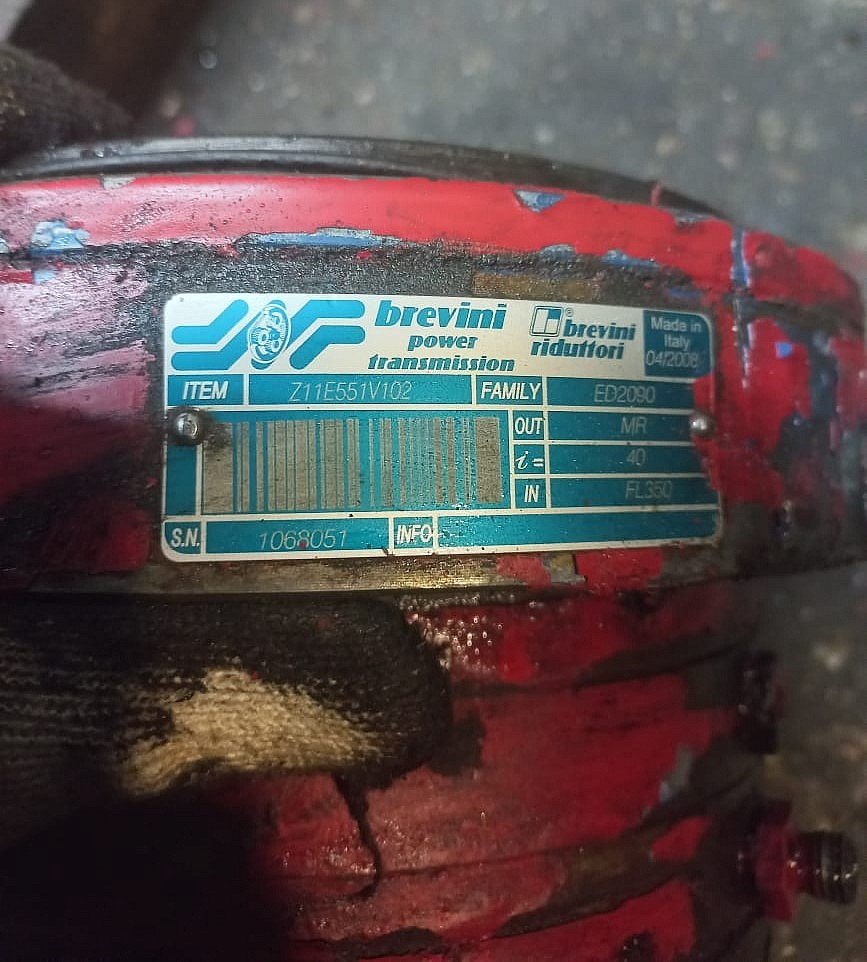 brevini
power
transmission
brevini
riduttori
Made in
Italy
04/2008
ITEM Z11E551V102 FAMILY ED2090
OUT MR
i= 40
IN FL350
S.N. 1068051 INFO